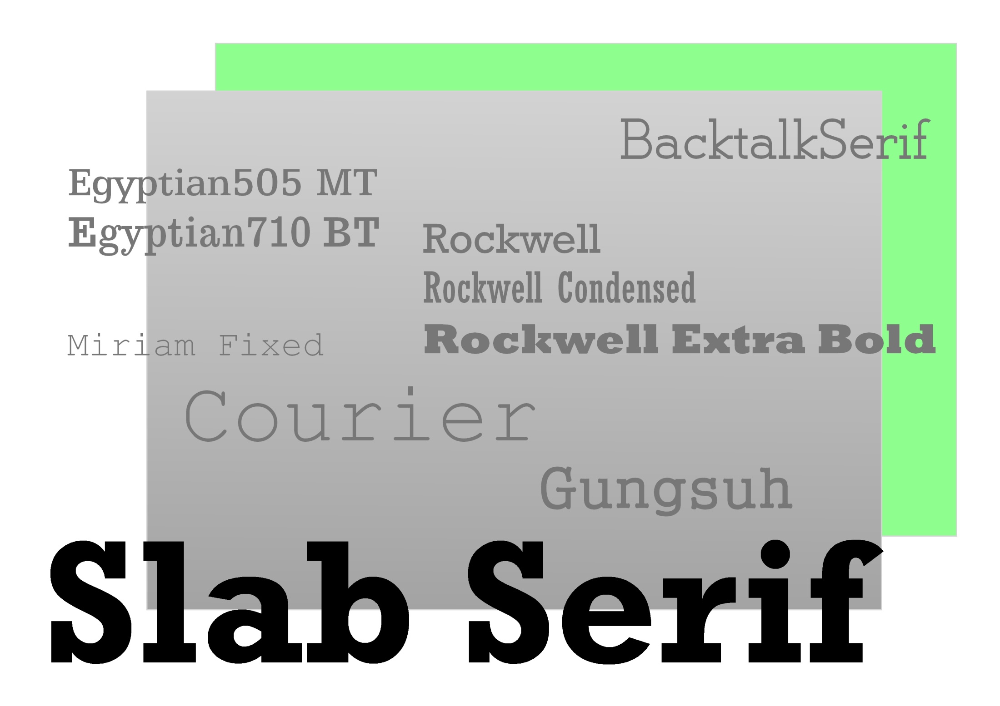 BacktalkSerif
Egyptian505 MT
Egyptian710 BT
Rockwell
Rockwell Condensed
Rockwell Extra Bold
Miriam Fixed
Courier
Gungsuh
Slab Serif